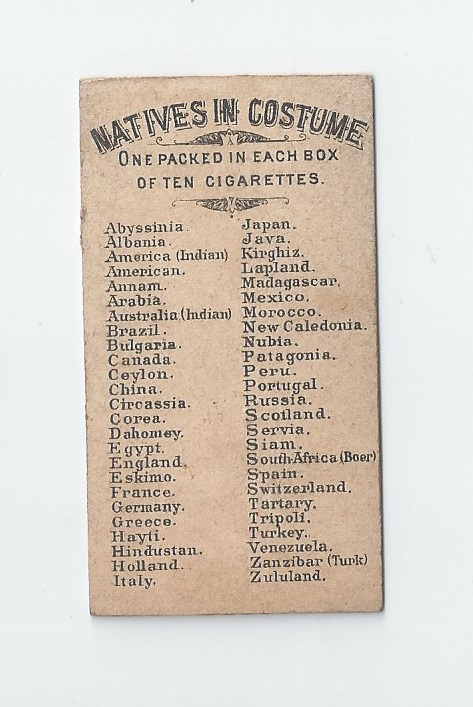 NATIVES IN COSTUME
ONE PACKED IN EACH BOX
OF TEN CIGARETTES.
Abyssinia.
Albania.
America (Indian)
American.
Annam.
Arabia.
Australia (Indian)
Brazil.
Bulgaria.
Canada.
Ceylon.
China.
Circassia.
Corea.
Dahomey.
Egypt.
England.
Eskimo.
France.
Germany.
Greece.
Hayti.
Hindustan.
Holland.
Italy.
Japan.
Java.
Kirghiz.
Lapland.
Madagascar.
Mexico.
Morocco.
New Caledonia.
Nubia.
Patagonia.
Peru.
Portugal.
Russia.
Scotland.
Servia.
Siam.
South Africa (Boer)
Spain.
Switzerland.
Tartary.
Tripoli.
Turkey.
Venezuela.
Zanzibar (Turk)
Zululand.